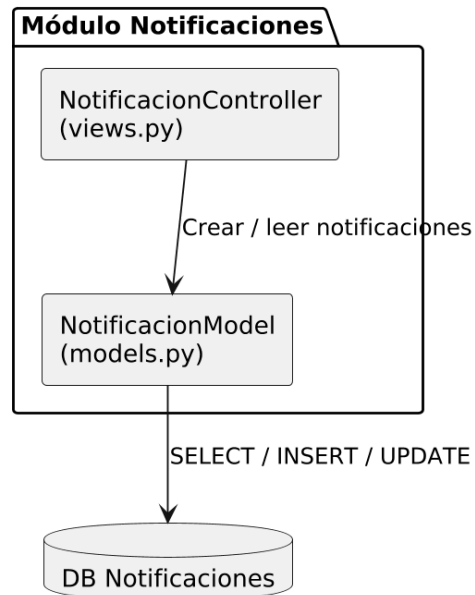 Módulo Notificaciones
NotificacionController
(views.py)
Crear / leer notificaciones
NotificacionModel
(models.py)
SELECT / INSERT / UPDATE
DB Notificaciones